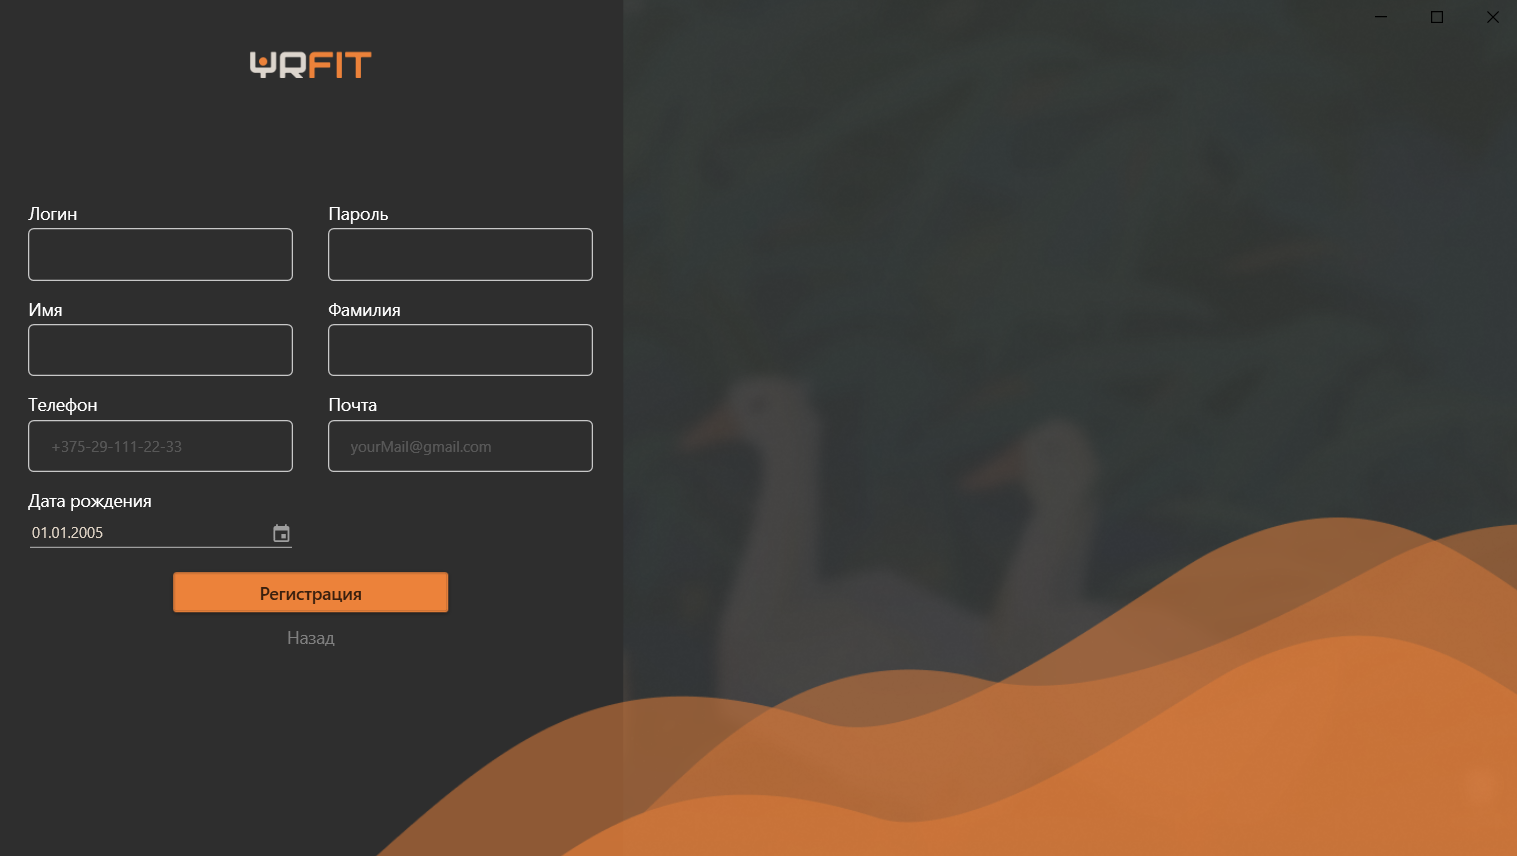 YRFIT
Логин Пароль
Имя Фамилия
Телефон Почта
+375-29-111-22-33 yourMail@gmail.com
Дата рождения
01.01.2005
Регистрация
Назад